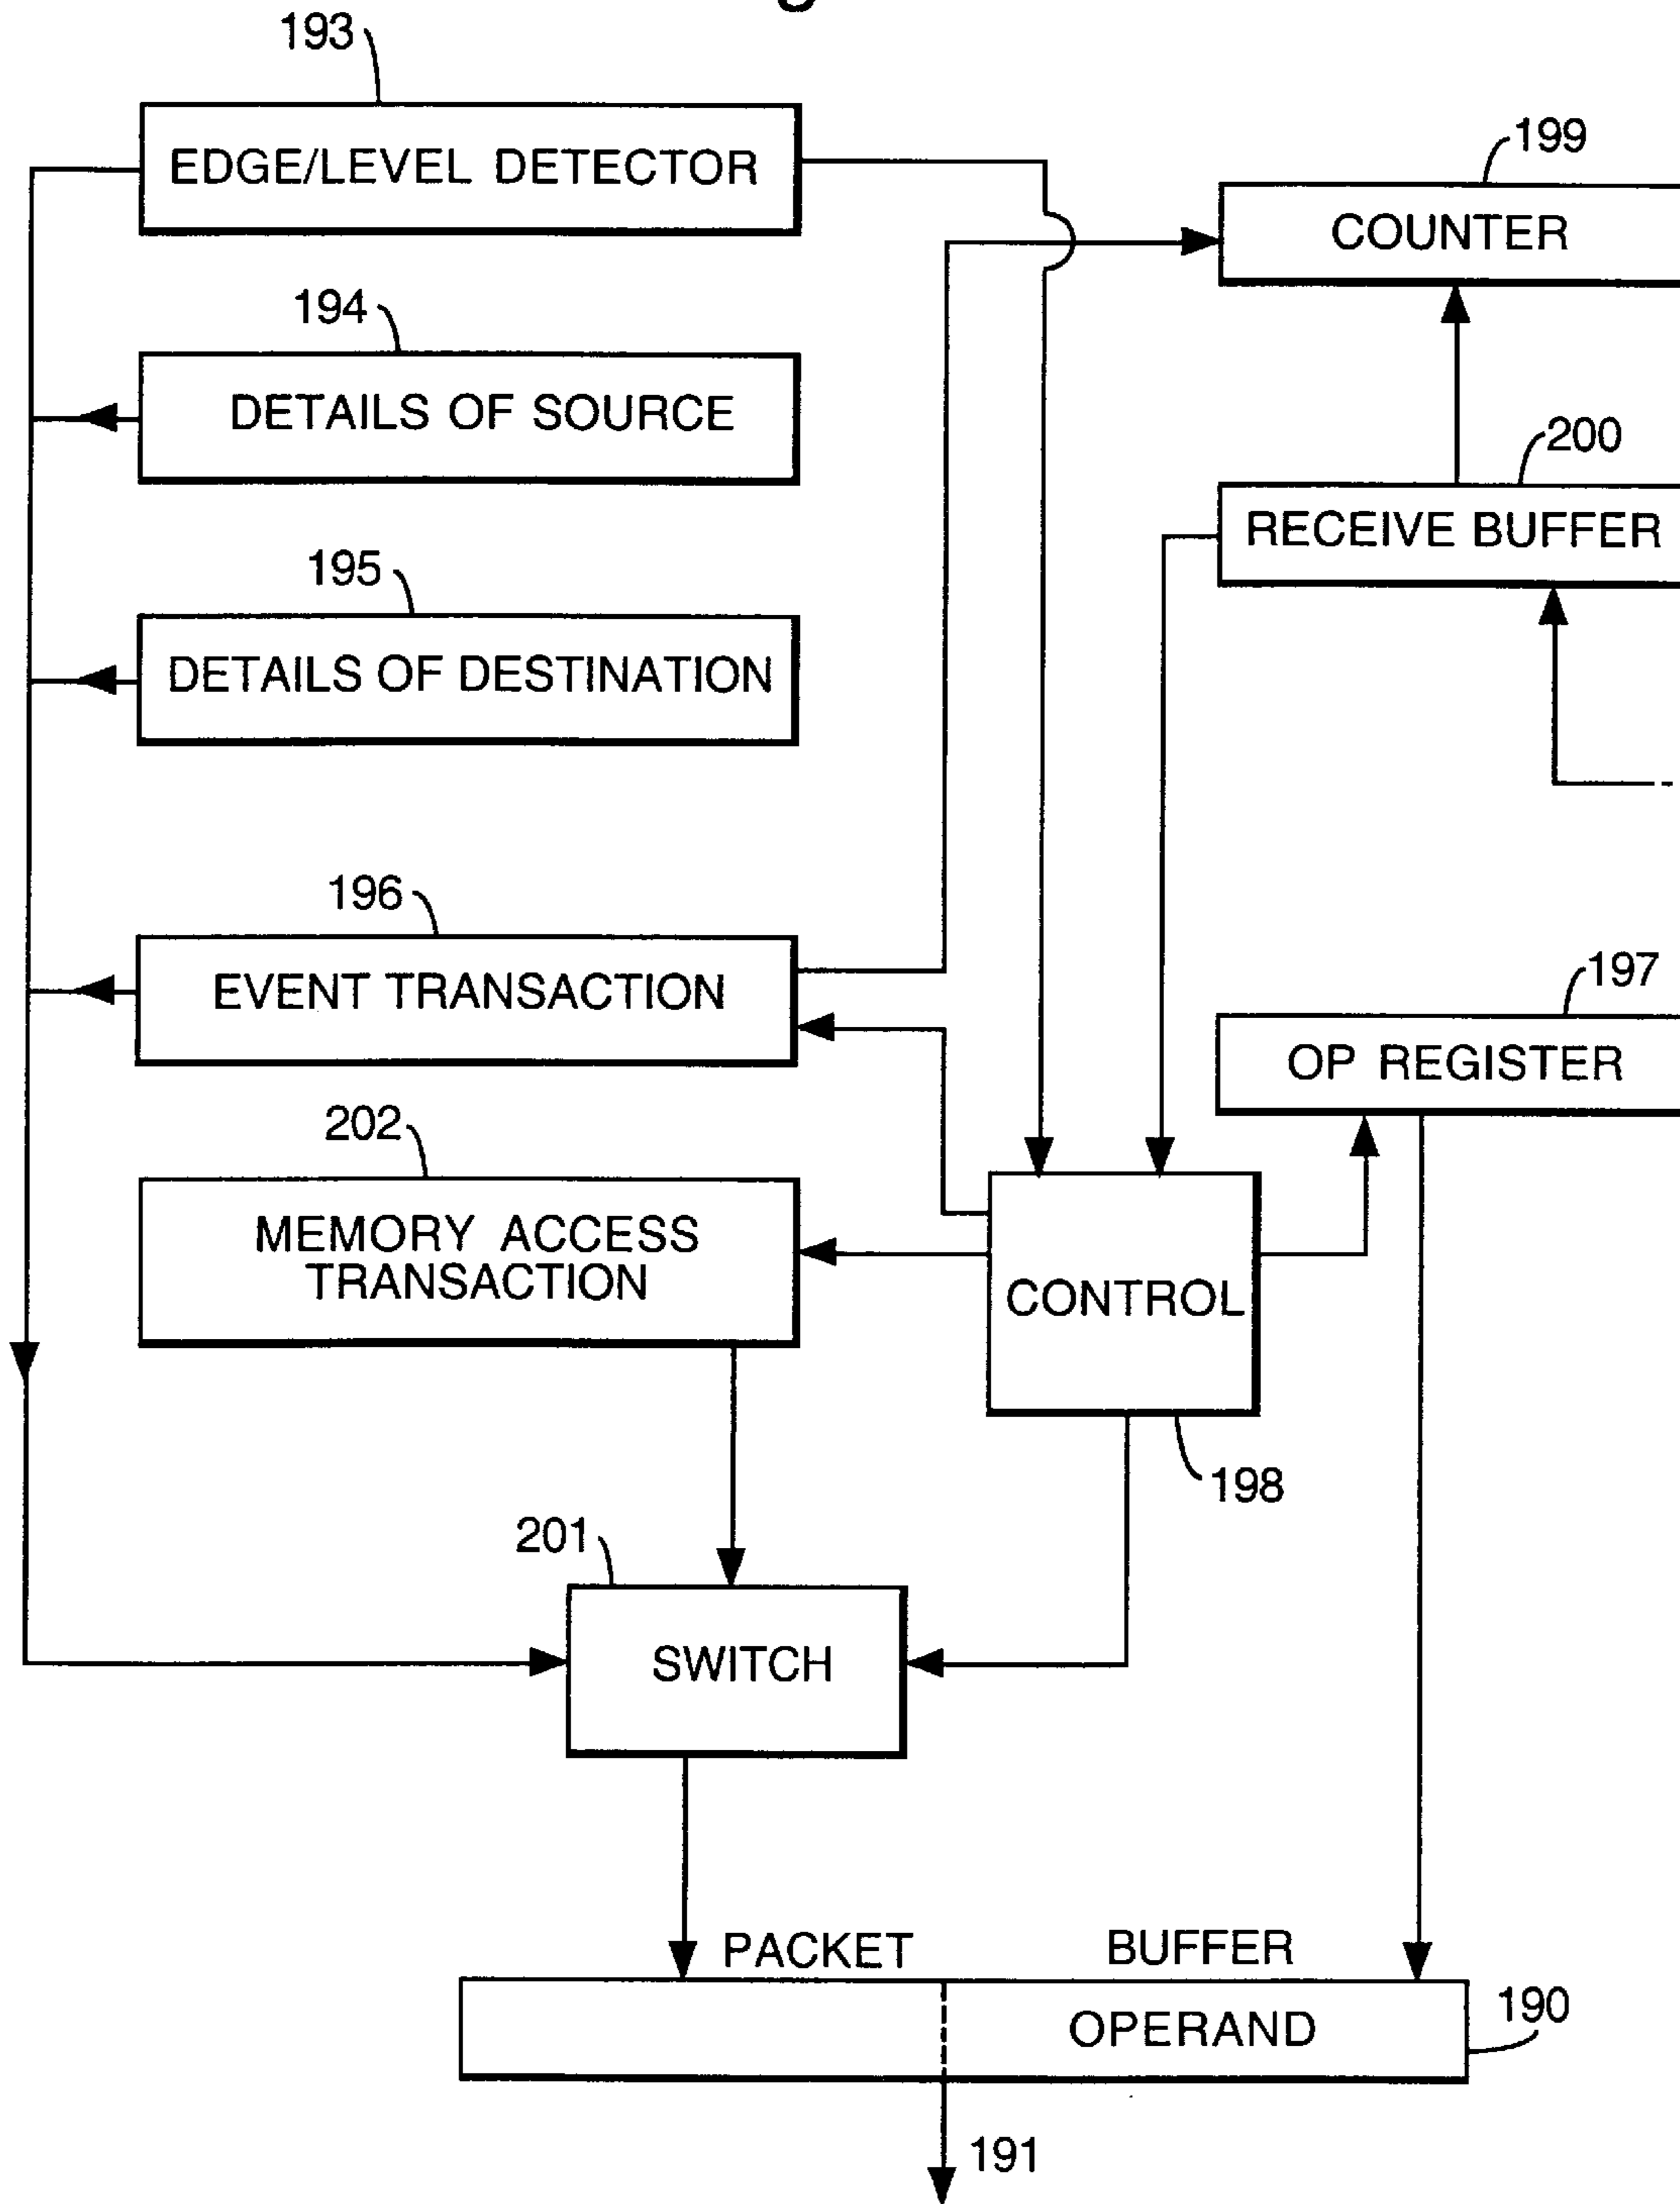 193
EDGE/LEVEL DETECTOR
199
COUNTER
194
DETAILS OF SOURCE
200
RECEIVE BUFFER
195
DETAILS OF DESTINATION
196
EVENT TRANSACTION
197
OP REGISTER
202
MEMORY ACCESS
TRANSACTION
CONTROL
198
201
SWITCH
PACKET BUFFER
OPERAND
190
191